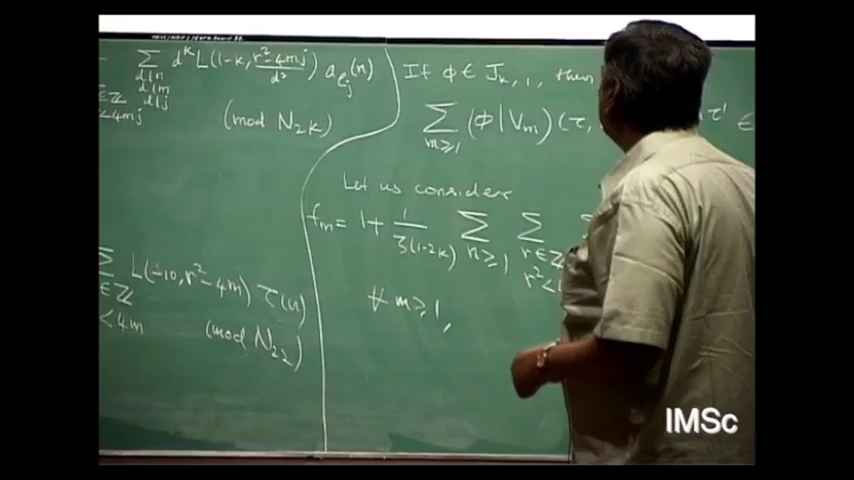 ∑ d^k L(1-k, (r²-4mj)/d²) a_{e_j}(n)
d|n
d|m
d|j
∈ℤ
<4mj
(mod N_{2k})
∑ L(-10, r²-4m) τ(n)
∈ℤ
<4m
(mod N_{22})
If φ ∈ J_{k,1}, then
∑ (φ|V_m)(τ,
m≥1
τ' ∈
Let us consider
f_m = 1 + 1/ζ(1-2k) ∑ ∑
n≥1 r∈ℤ
r²<
∀ m≥1,
IMSc